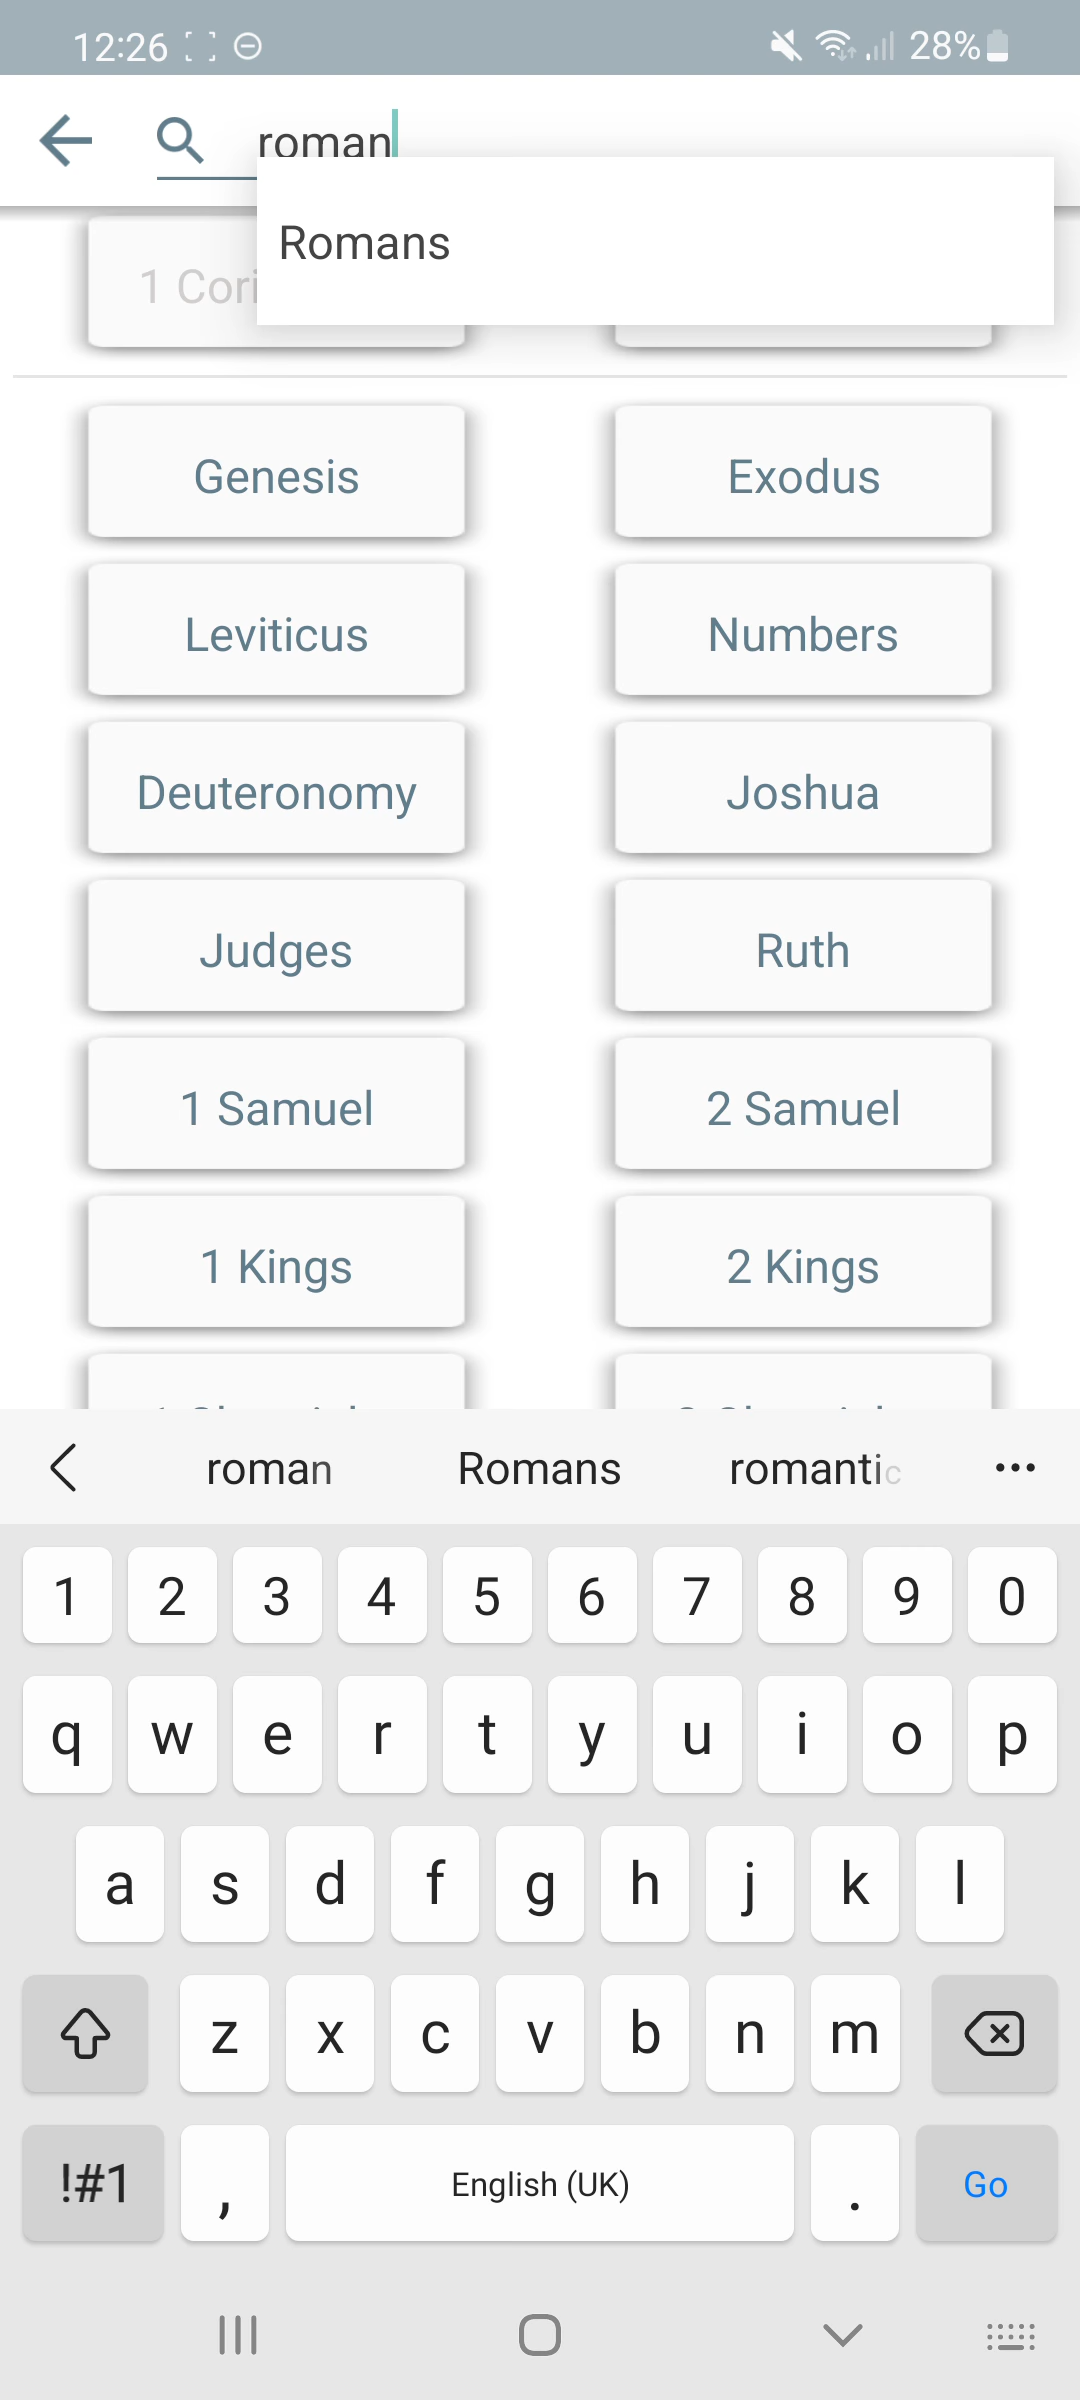 12:26 28%
roman
Romans
1 Cori
Genesis Exodus
Leviticus Numbers
Deuteronomy Joshua
Judges Ruth
1 Samuel 2 Samuel
1 Kings 2 Kings
roman Romans romantic
1 2 3 4 5 6 7 8 9 0
q w e r t y u i o p
a s d f g h j k l
z x c v b n m
!#1 , English (UK) . Go